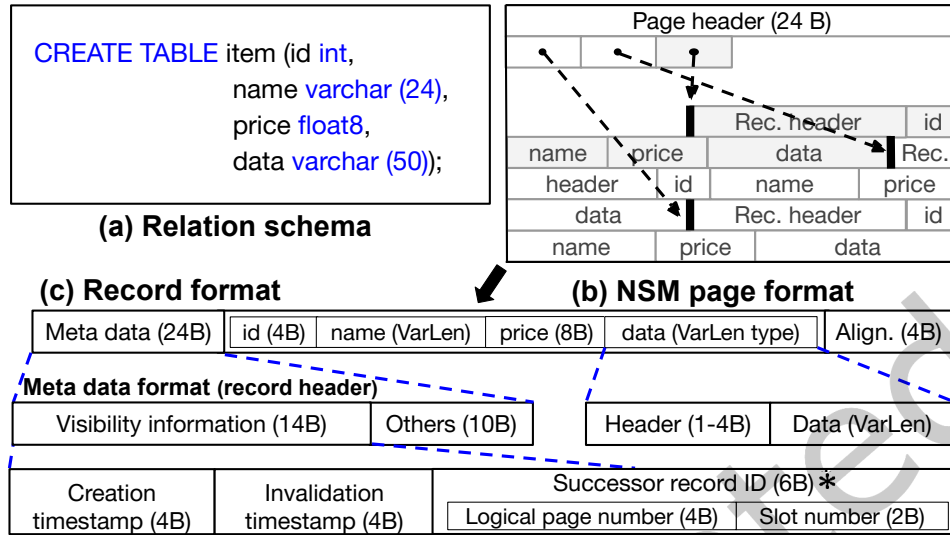 CREATE TABLE item (id int,
name varchar (24),
price float8,
data varchar (50));
(a) Relation schema
Page header (24 B)
Rec. header id
name price data Rec.
header id name price
data Rec. header id
name price data
(c) Record format
(b) NSM page format
Meta data (24B) id (4B) name (VarLen) price (8B) data (VarLen type) Align. (4B)
Meta data format (record header)
Visibility information (14B) Others (10B) Header (1-4B) Data (VarLen)
Creation
timestamp (4B)
Invalidation
timestamp (4B)
Successor record ID (6B)*
Logical page number (4B) Slot number (2B)